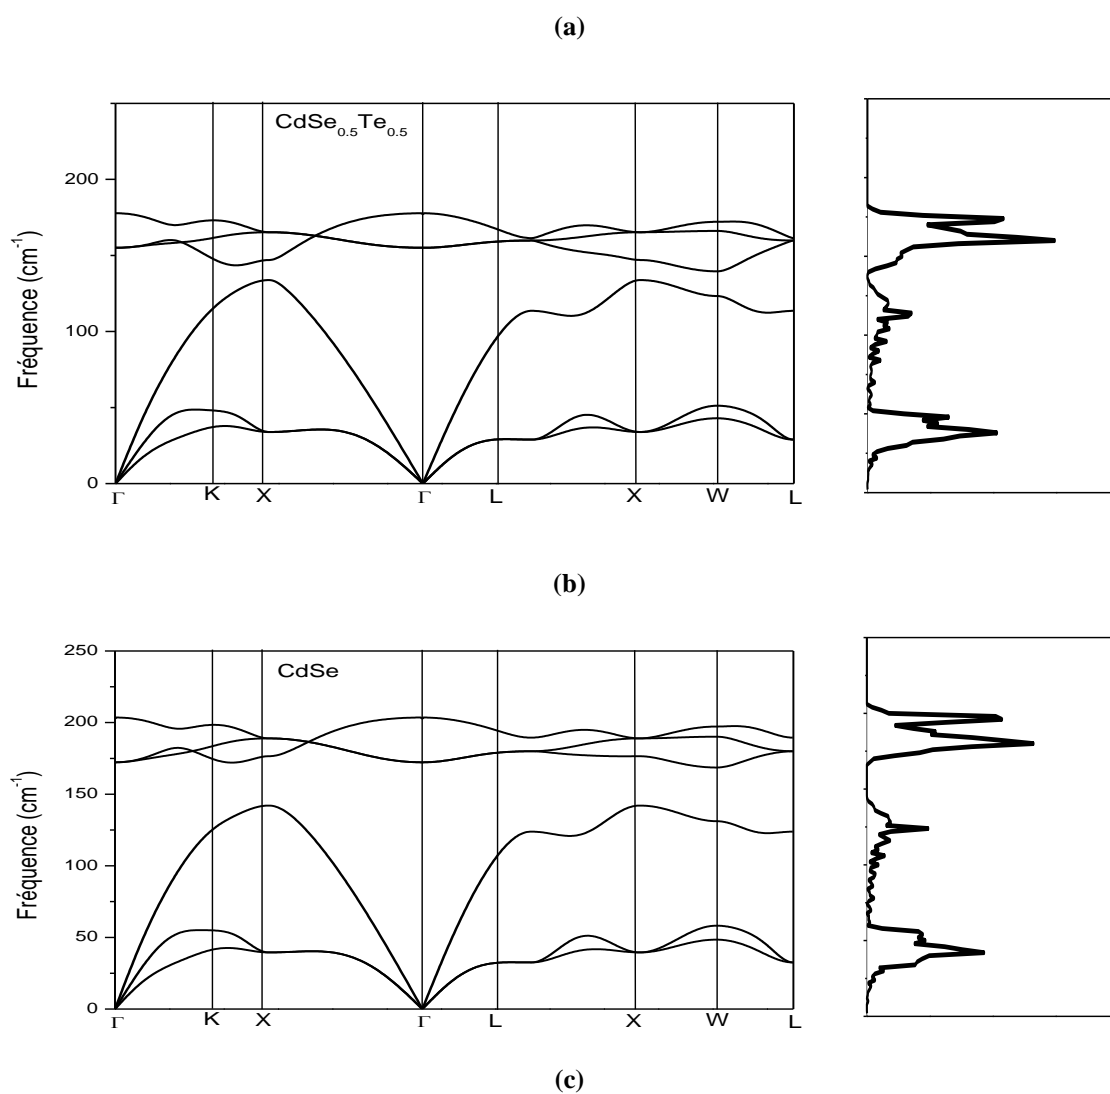 (a)
CdSe0.5Te0.5
200
100
0
Fréquence (cm-1)
Γ K X Γ L X W L
(b)
250
CdSe
200
150
100
50
0
Fréquence (cm-1)
Γ K X Γ L X W L
(c)